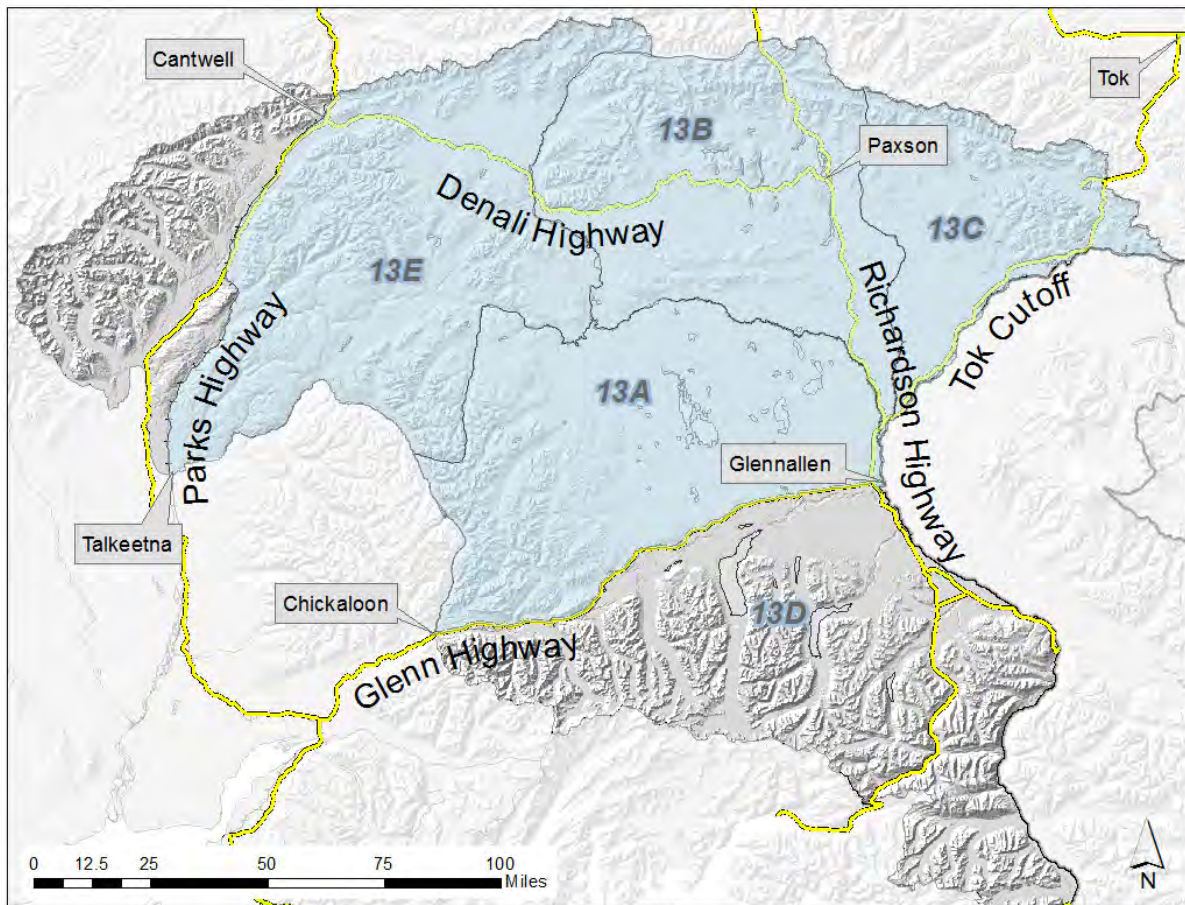 Cantwell
Tok
13B
Paxson
Denali Highway
13C
13E
Richardson Highway
Tok Cutoff
Parks Highway
13A
Glennallen
Talkeetna
Chickaloon
13D
Glenn Highway
0 12.5 25 50 75 100
Miles
N